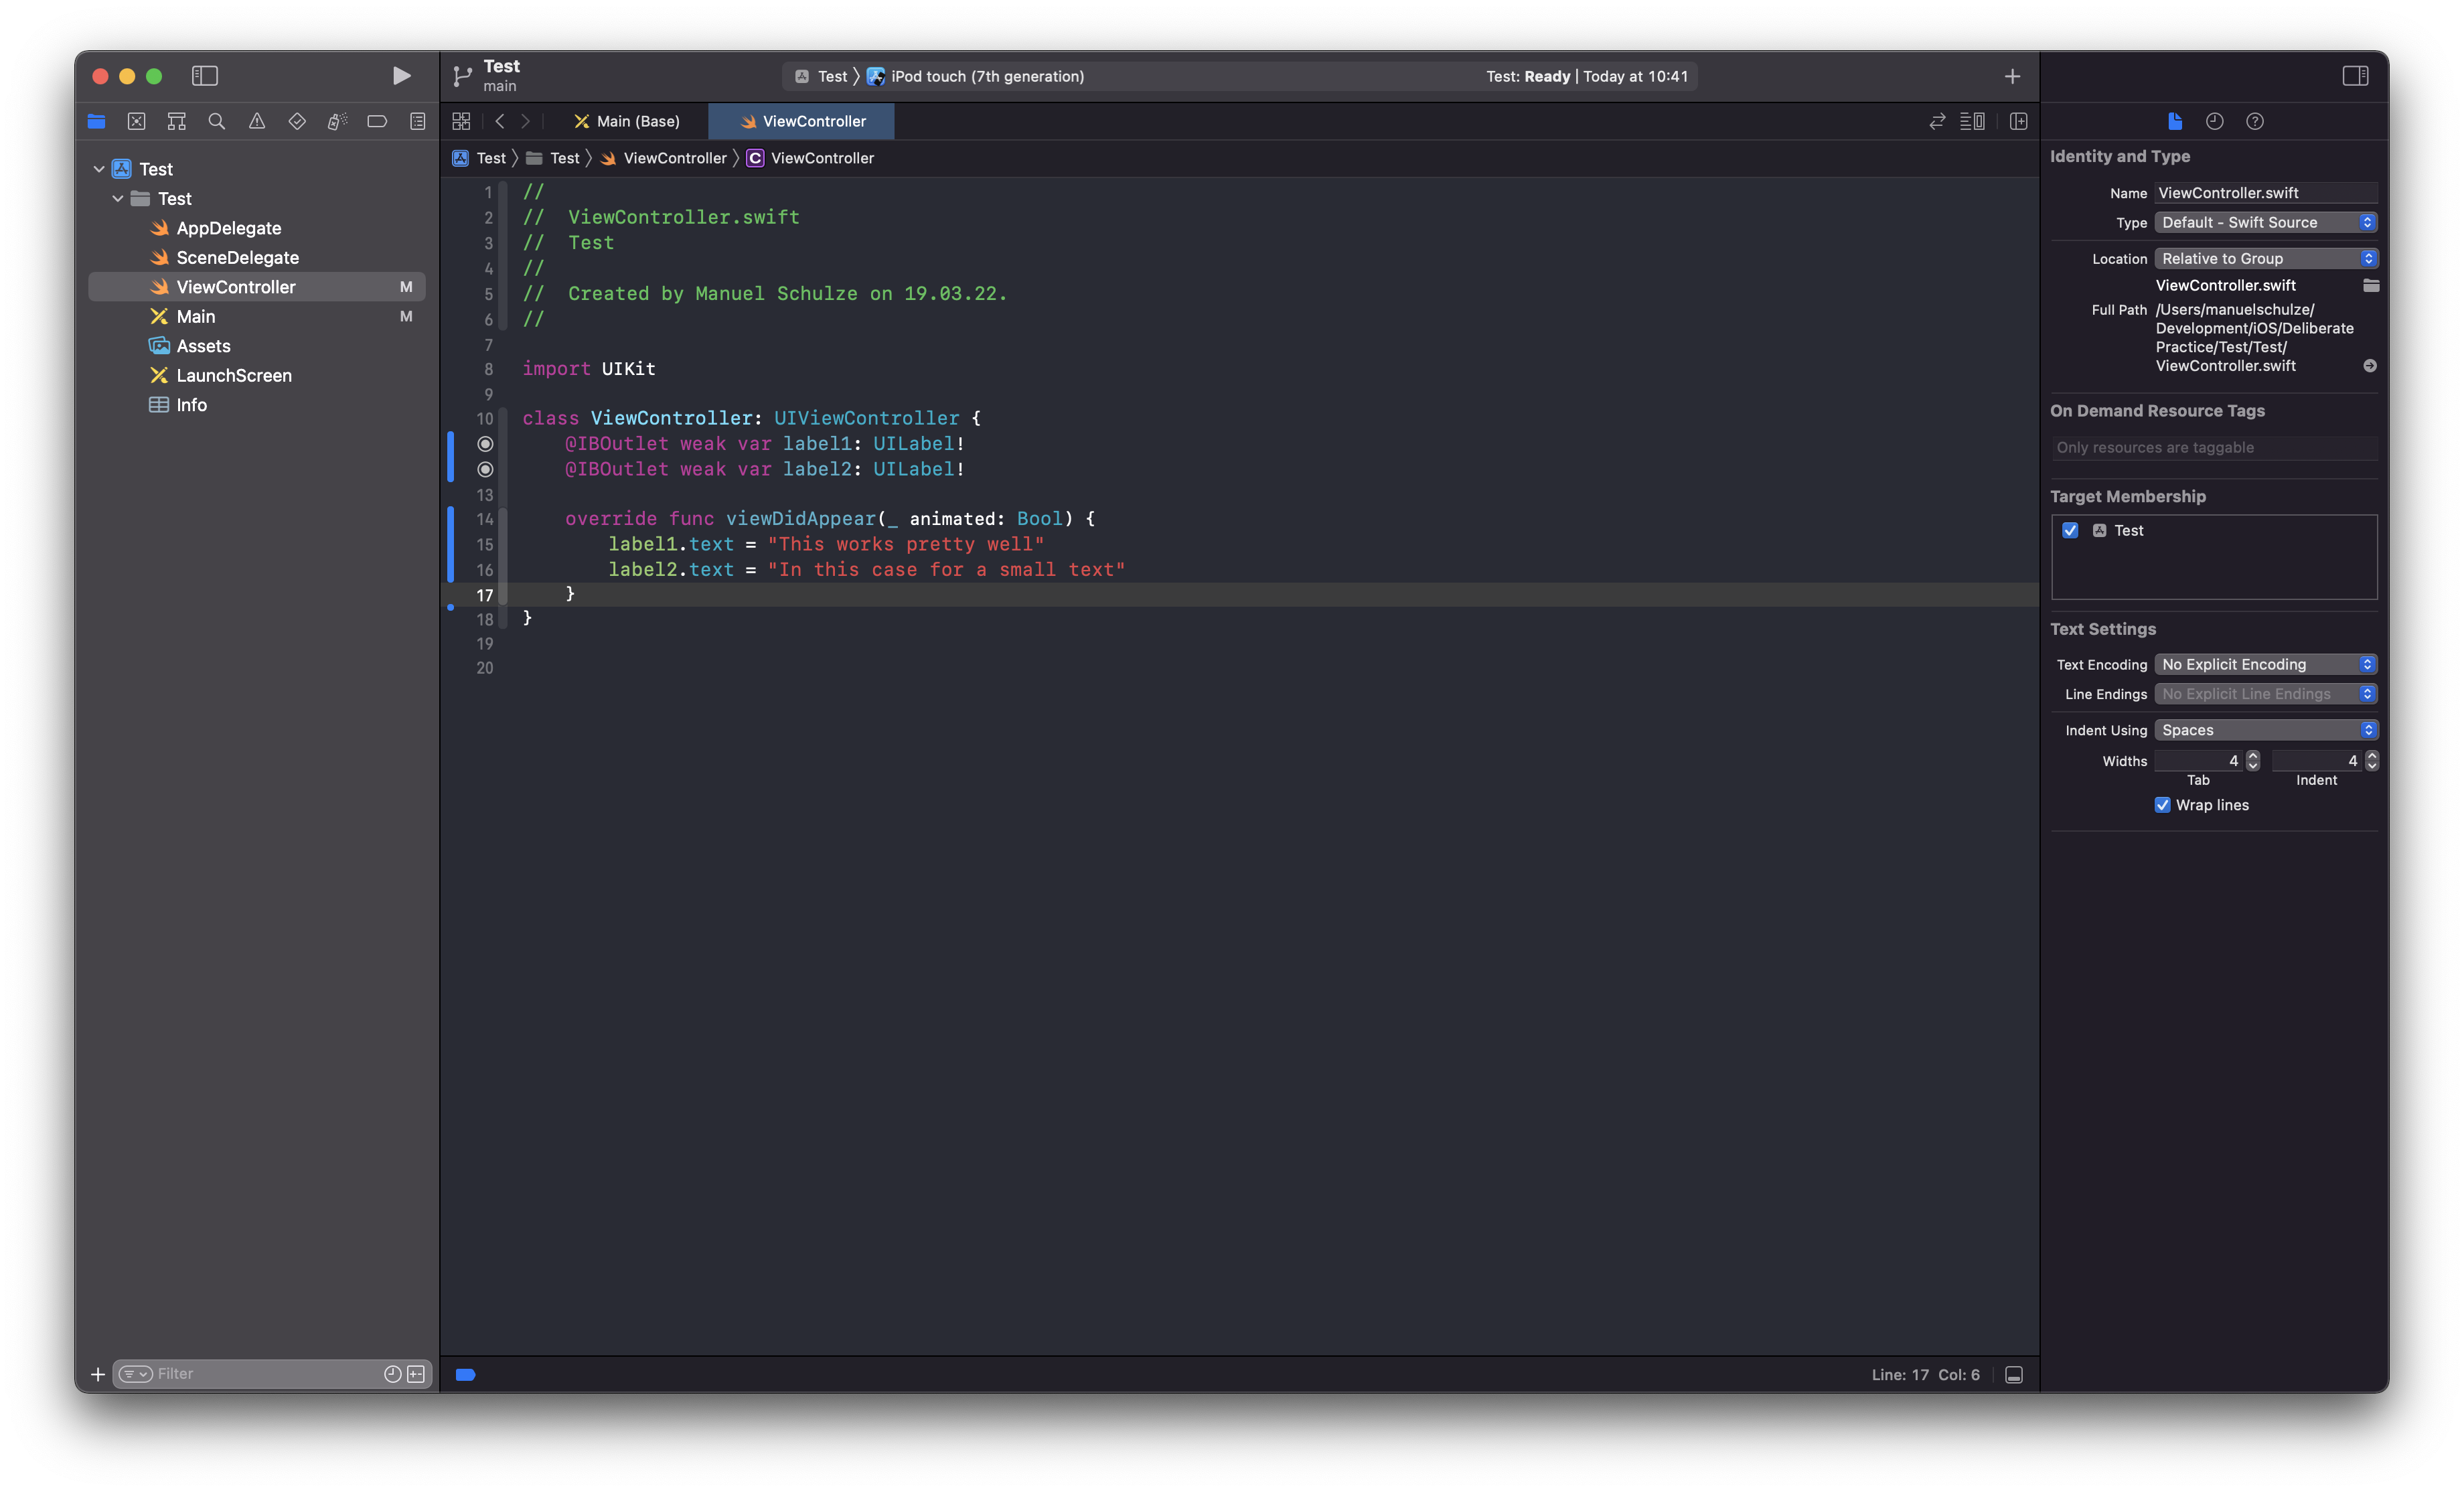 Test
main
Test 〉 iPod touch (7th generation)
Test: Ready | Today at 10:41
Main (Base)
ViewController
Test 〉 Test 〉 ViewController 〉 C ViewController
Test
Test
AppDelegate
SceneDelegate
ViewController M
Main M
Assets
LaunchScreen
Info
Filter
1 //
2 //  ViewController.swift
3 //  Test
4 //
5 //  Created by Manuel Schulze on 19.03.22.
6 //
7
8 import UIKit
9
10 class ViewController: UIViewController {
@IBOutlet weak var label1: UILabel!
@IBOutlet weak var label2: UILabel!
13
14 override func viewDidAppear(_ animated: Bool) {
15 label1.text = "This works pretty well"
16 label2.text = "In this case for a small text"
17 }
18 }
19
20
Line: 17 Col: 6
Identity and Type
Name ViewController.swift
Type Default - Swift Source
Location Relative to Group
ViewController.swift
Full Path /Users/manuelschulze/
Development/iOS/Deliberate
Practice/Test/Test/
ViewController.swift
On Demand Resource Tags
Only resources are taggable
Target Membership
Test
Text Settings
Text Encoding No Explicit Encoding
Line Endings No Explicit Line Endings
Indent Using Spaces
Widths 4 4
Tab Indent
Wrap lines